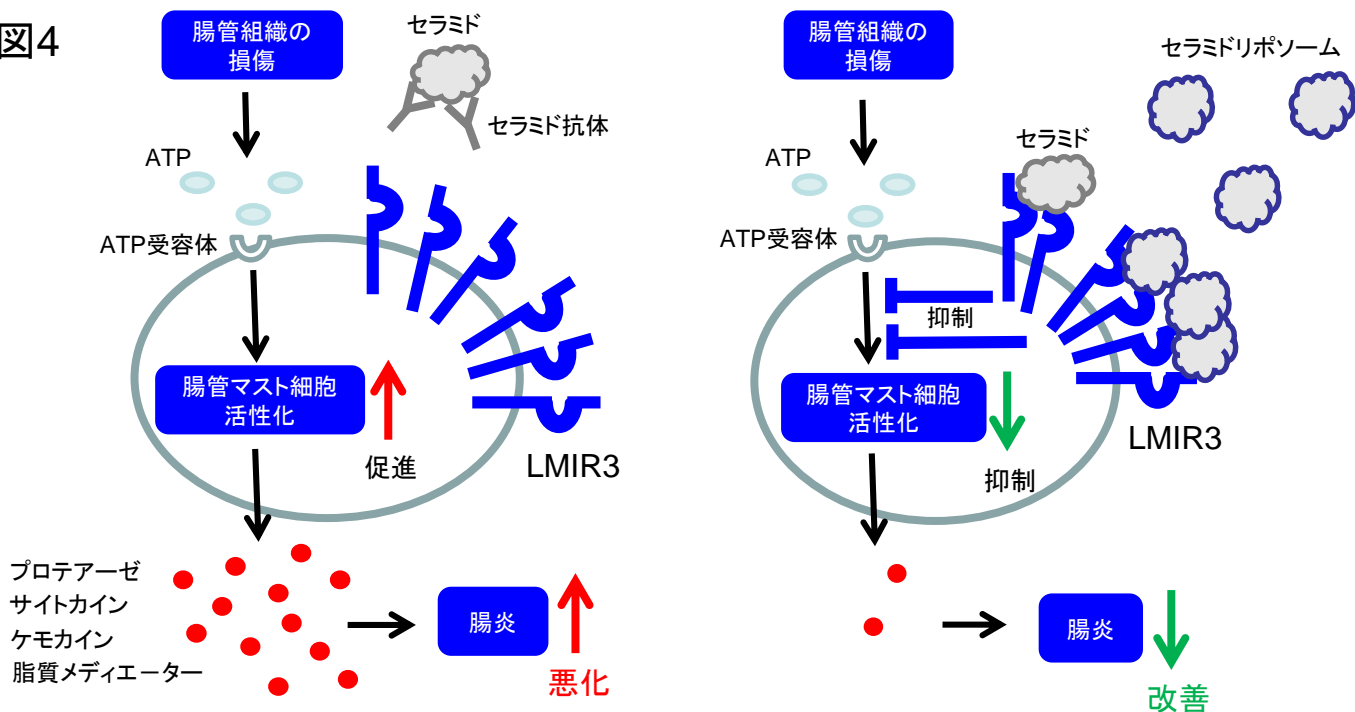 図4
腸管組織の
損傷
セラミド
セラミド抗体
ATP
ATP受容体
腸管マスト細胞
活性化
促進
LMIR3
プロテアーゼ
サイトカイン
ケモカイン
脂質メディエーター
腸炎
悪化
腸管組織の
損傷
セラミドリポソーム
セラミド
ATP
ATP受容体
抑制
腸管マスト細胞
活性化
抑制
LMIR3
腸炎
改善